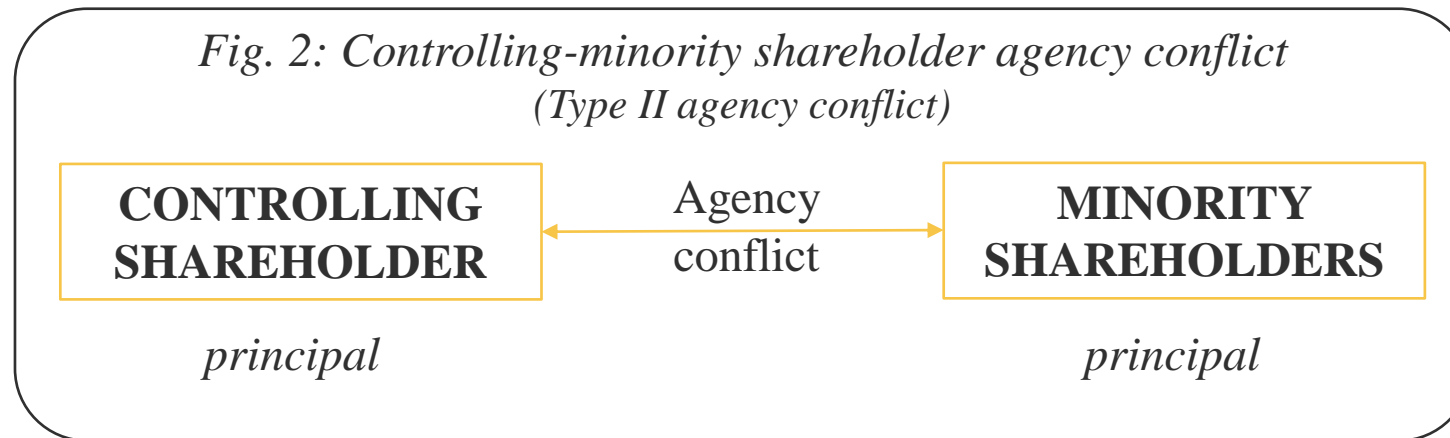 Fig. 2: Controlling-minority shareholder agency conflict
(Type II agency conflict)
CONTROLLING
SHAREHOLDER
Agency
conflict
MINORITY
SHAREHOLDERS
principal
principal